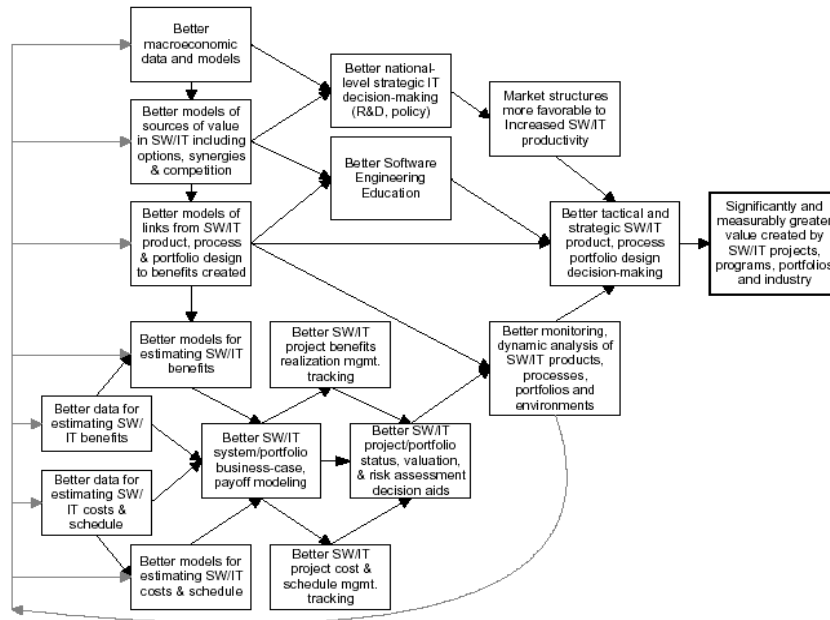 Better
macroeconomic
data and models
Better models of
sources of value
in SW/IT including
options, synergies
& competition
Better models of
links from SW/IT
product, process
& portfolio design
to benefits created
Better national-
level strategic IT
decision-making
(R&D, policy)
Better Software
Engineering
Education
Market structures
more favorable to
Increased SW/IT
productivity
Better tactical and
strategic SW/IT
product, process
portfolio design
decision-making
Significantly and
measurably greater
value created by
SW/IT projects,
programs, portfolios
and industry
Better models for
estimating SW/IT
benefits
Better SW/IT
project benefits
realization mgmt.
tracking
Better monitoring,
dynamic analysis of
SW/IT products,
processes,
portfolios and
environments
Better data for
estimating SW/
IT benefits
Better SW/IT
system/portfolio
business-case,
payoff modeling
Better SW/IT
project/portfolio
status, valuation,
& risk assessment
decision aids
Better data for
estimating SW/
IT costs
& schedule
Better models for
estimating SW/IT
costs & schedule
Better SW/IT
project cost &
schedule mgmt.
tracking